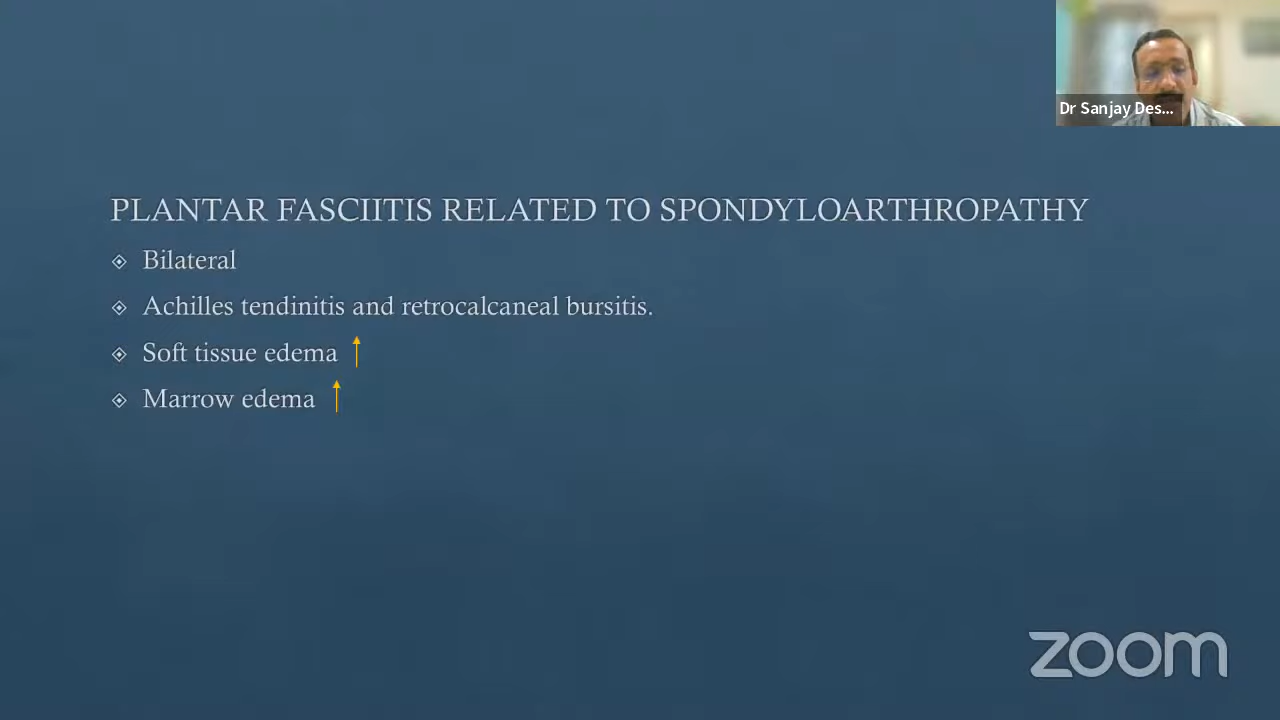 Dr Sanjay Des...
PLANTAR FASCIITIS RELATED TO SPONDYLOARTHROPATHY
Bilateral
Achilles tendinitis and retrocalcaneal bursitis.
Soft tissue edema
Marrow edema
zoom